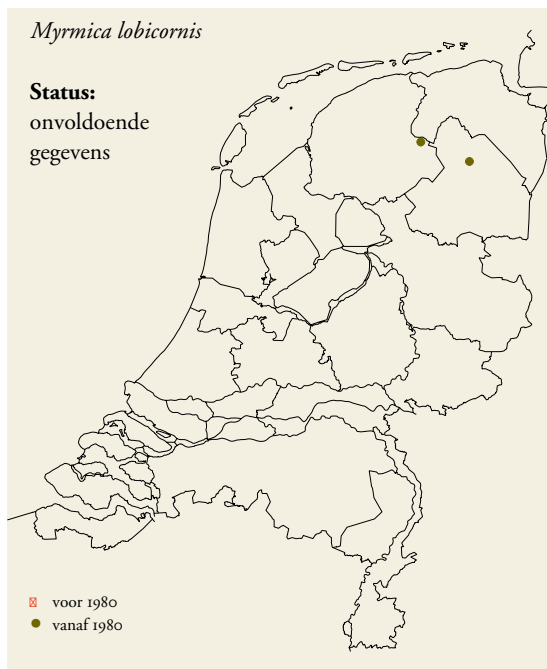 Myrmica lobicornis
Status:
onvoldoende
gegevens
voor 1980
vanaf 1980